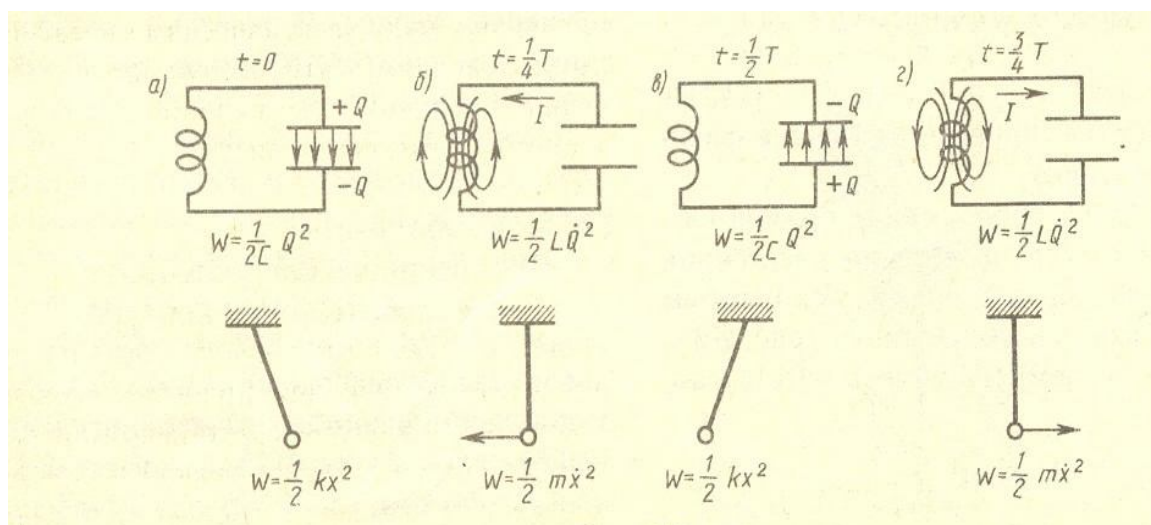 а) t=0
+Q
−Q
W=1/2C Q²
б) t=1/4 T
I
W=1/2 LQ̇²
в) t=1/2 T
−Q
+Q
W=1/2C Q²
г) t=3/4 T
I
W=1/2 LQ̇²
W=1/2 kx²
W=1/2 mẋ²
W=1/2 kx²
W=1/2 mẋ²